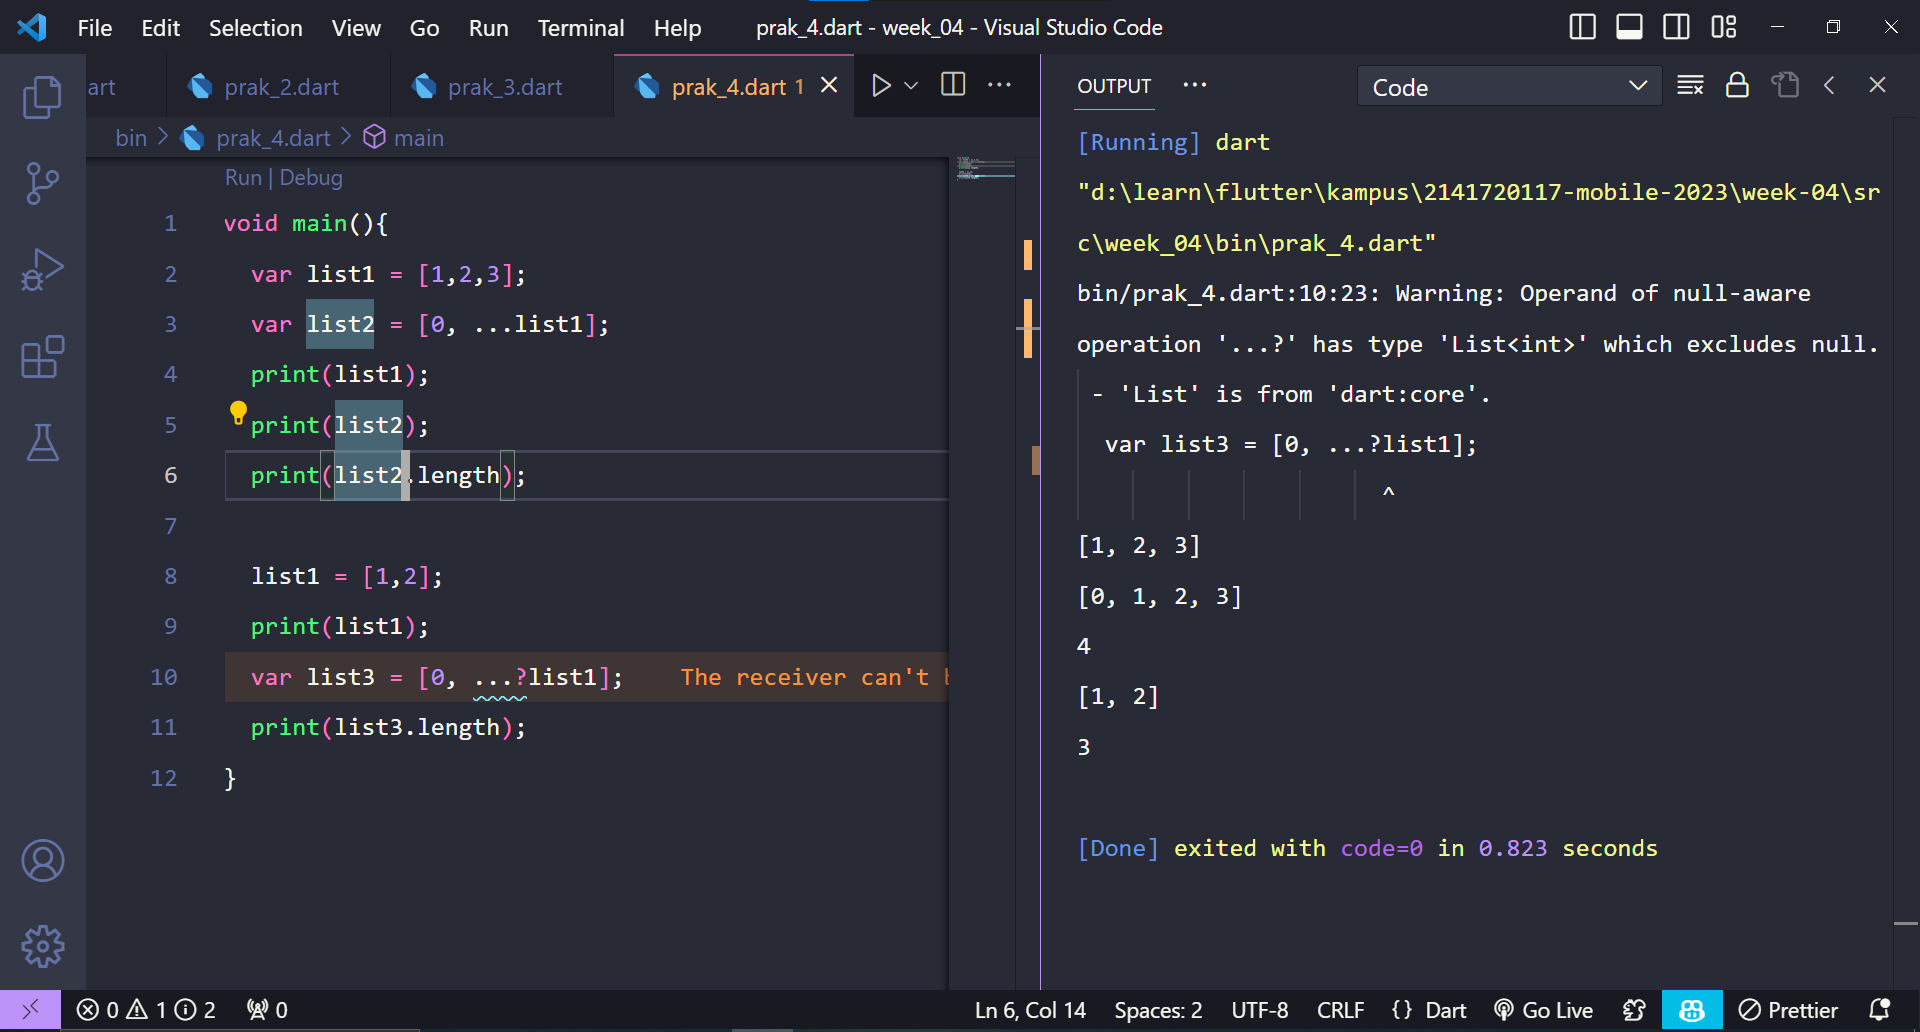 File Edit Selection View Go Run Terminal Help prak_4.dart - week_04 - Visual Studio Code
art prak_2.dart prak_3.dart prak_4.dart 1
bin > prak_4.dart > main
Run | Debug
1 void main(){
2 var list1 = [1,2,3];
3 var list2 = [0, ...list1];
4 print(list1);
5 print(list2);
6 print(list2.length);
7
8 list1 = [1,2];
9 print(list1);
10 var list3 = [0, ...?list1]; The receiver can't b
11 print(list3.length);
12 }
OUTPUT ··· Code
[Running] dart
"d:\learn\flutter\kampus\2141720117-mobile-2023\week-04\sr
c\week_04\bin\prak_4.dart"
bin/prak_4.dart:10:23: Warning: Operand of null-aware
operation '...?' has type 'List<int>' which excludes null.
- 'List' is from 'dart:core'.
var list3 = [0, ...?list1];
^
[1, 2, 3]
[0, 1, 2, 3]
4
[1, 2]
3
[Done] exited with code=0 in 0.823 seconds
0 1 2 0 Ln 6, Col 14 Spaces: 2 UTF-8 CRLF {} Dart Go Live Prettier